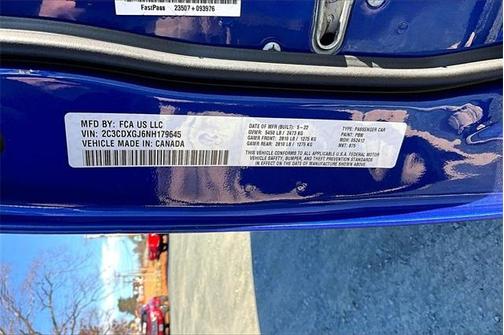 FastPass 23507+093976
MFD BY: FCA US LLC
VIN: 2C3CDXGJ6NH179645
VEHICLE MADE IN: CANADA
DATE OF MFR (BUILT): 5-22
GVWR: 5450 LB / 2473 KG
GAWR FRONT: 2810 LB / 1275 KG
GAWR REAR: 2810 LB / 1275 KG
TYPE: PASSENGER CAR
PAINT: PBM
THIS VEHICLE CONFORMS TO ALL APPLICABLE U.S.A. FEDERAL MOTOR
VEHICLE SAFETY, BUMPER, AND THEFT PREVENTION STANDARDS
IN EFFECT ON THE DATE OF MANUFACTURE SHOWN ABOVE.